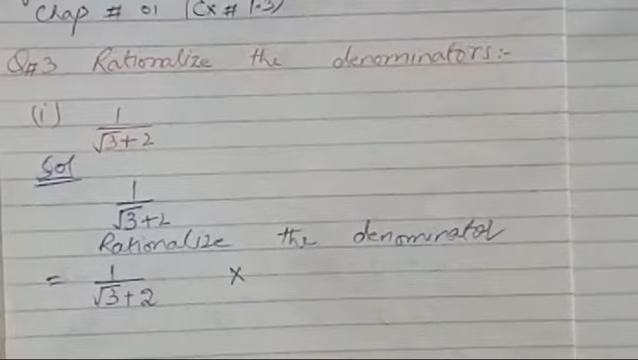 Chap # 01 (Ex # 1.3)
Q#3 Rationalize the denominators:-
(i) 1/√3+2
Sol
1/√3+2
Rationalize the denominator
= 1/√3+2 ×